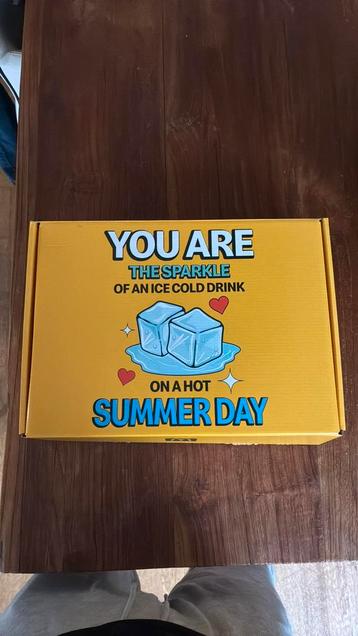 YOU ARE
THE SPARKLE
OF AN ICE COLD DRINK
ON A HOT
SUMMER DAY